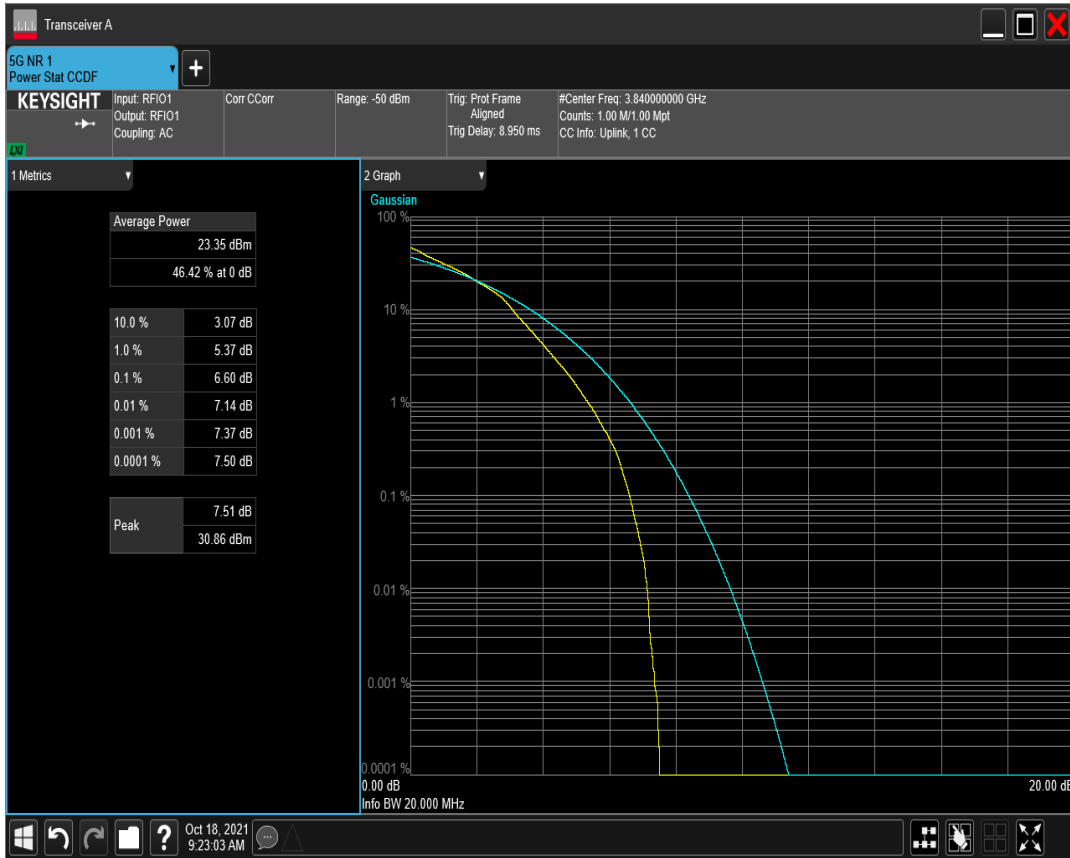 Transceiver A
5G NR 1
Power Stat CCDF
KEYSIGHT
LXI
Input: RFIO1
Output: RFIO1
Coupling: AC
Corr CCorr
Range: -50 dBm
Trig: Prot Frame
Aligned
Trig Delay: 8.950 ms
#Center Freq: 3.840000000 GHz
Counts: 1.00 M/1.00 Mpt
CC Info: Uplink, 1 CC
1 Metrics
Average Power
23.35 dBm
46.42 % at 0 dB
10.0 % 3.07 dB
1.0 % 5.37 dB
0.1 % 6.60 dB
0.01 % 7.14 dB
0.001 % 7.37 dB
0.0001 % 7.50 dB
Peak
7.51 dB
30.86 dBm
2 Graph
Gaussian
100 %
10 %
1 %
0.1 %
0.01 %
0.001 %
0.0001 %
0.00 dB 20.00 dB
Info BW 20.000 MHz
? Oct 18, 2021
9:23:03 AM